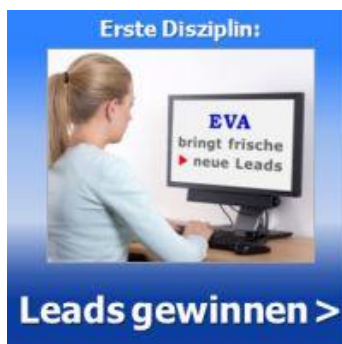 Erste Disziplin:
EVA
bringt frische
▶ neue Leads
Leads gewinnen >